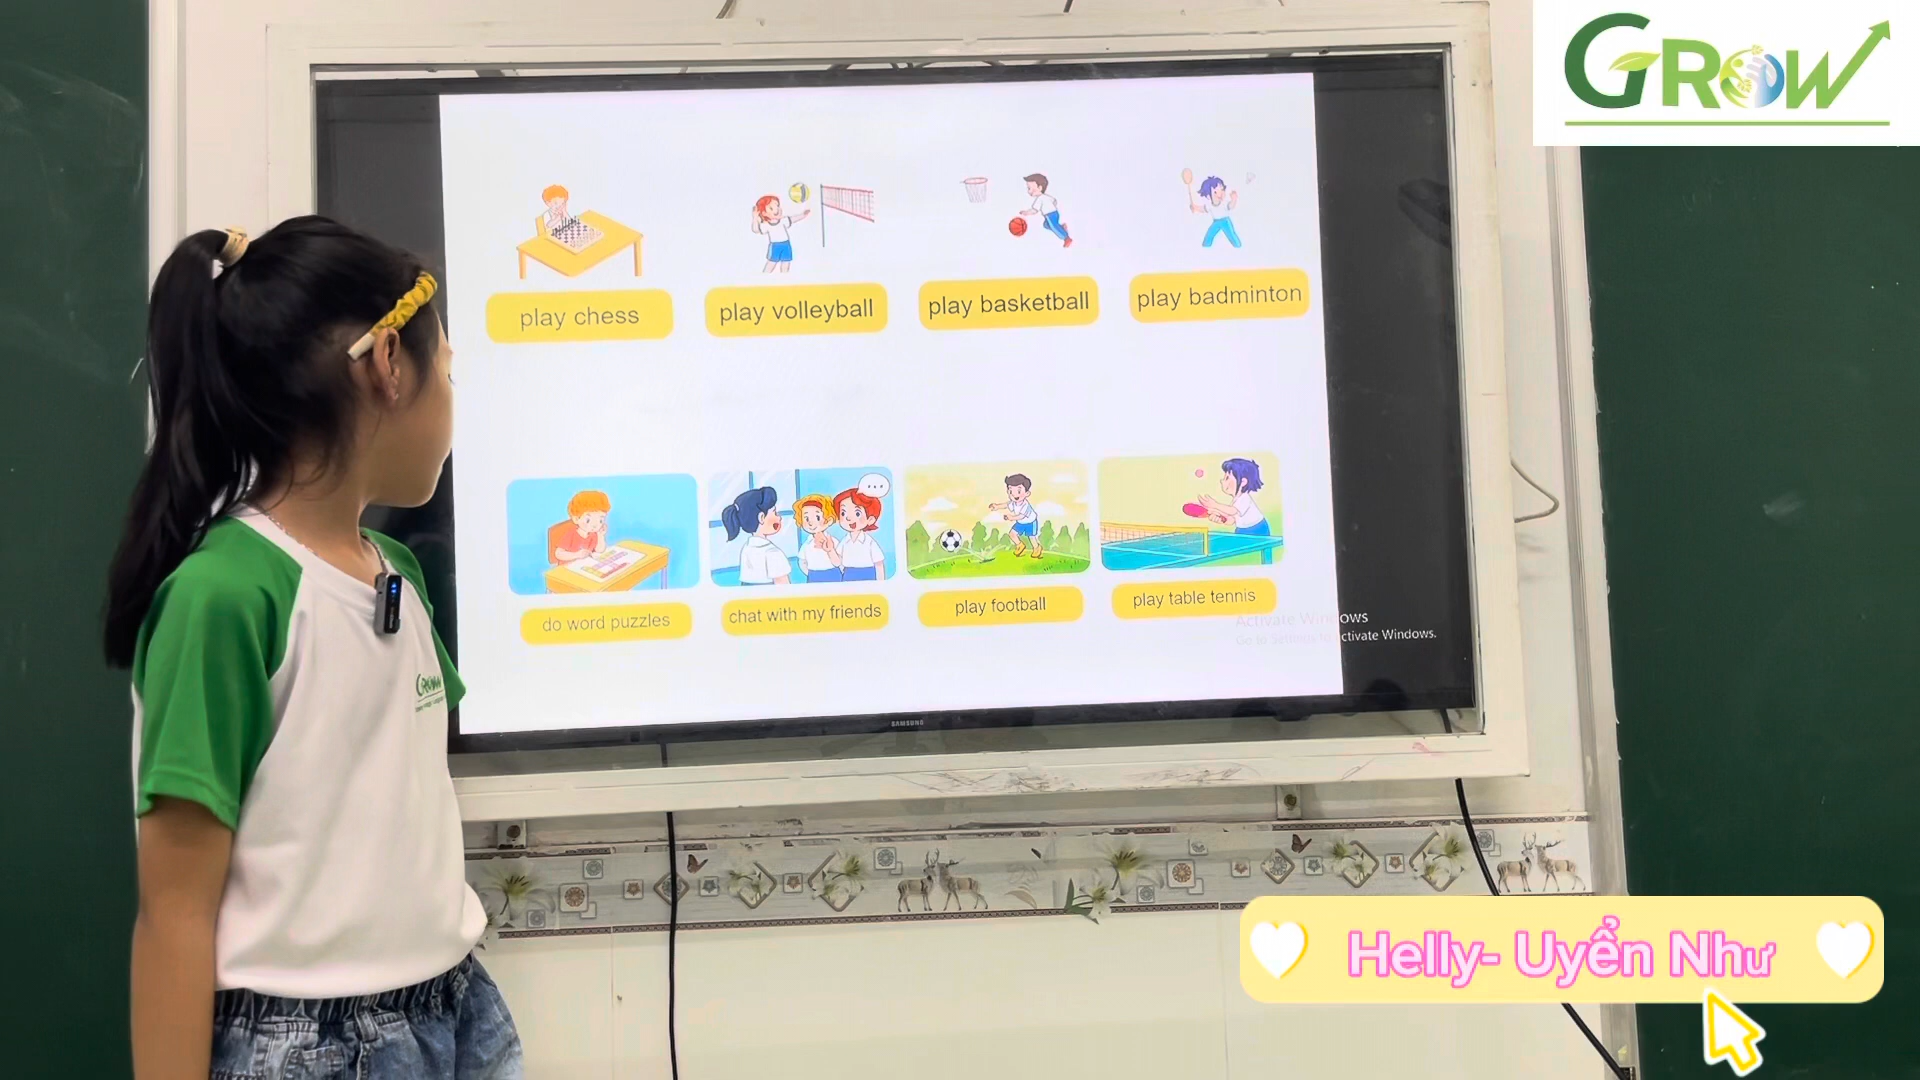 GROW
play chess
play volleyball
play basketball
play badminton
do word puzzles
chat with my friends
play football
play table tennis
Activate Windows
Go to Settings to activate Windows.
SAMSUNG
GROW
Helly- Uyển Như